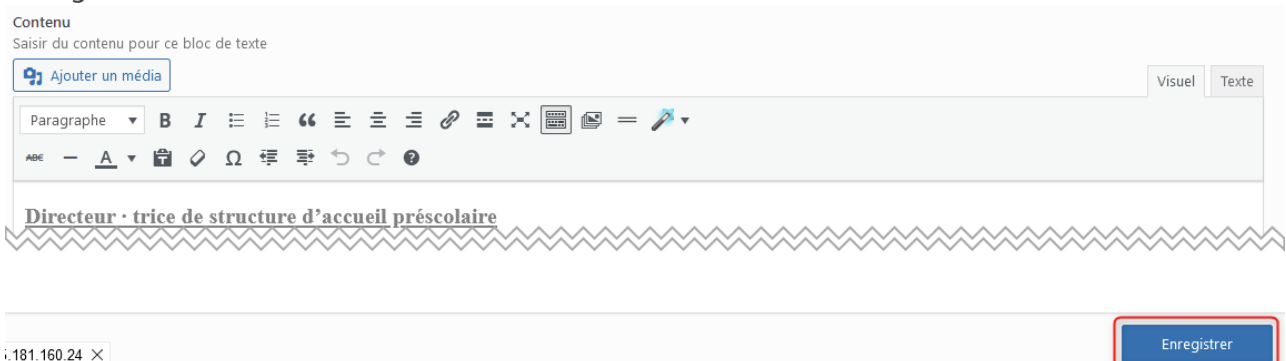 Contenu
Saisir du contenu pour ce bloc de texte
Ajouter un média
Visuel Texte
Paragraphe B I
ABE A T Ω
Directeur · trice de structure d’accueil préscolaire
Enregistrer
.181.160.24 ×